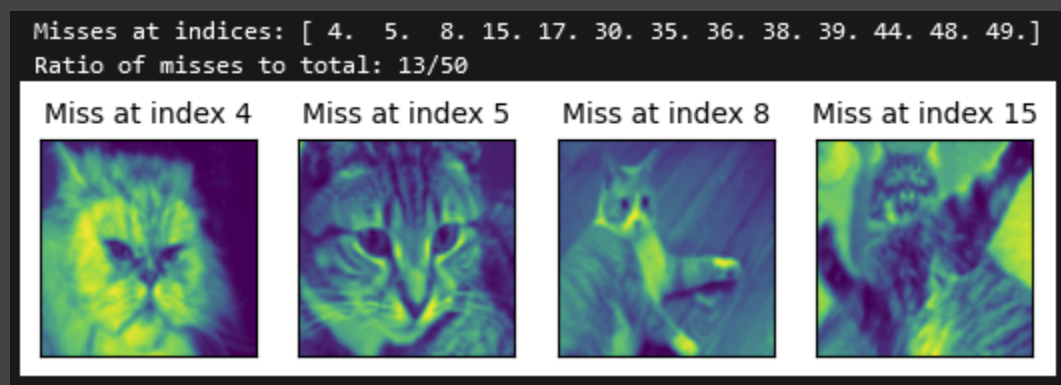 Misses at indices: [ 4.  5.  8. 15. 17. 30. 35. 36. 38. 39. 44. 48. 49.]
Ratio of misses to total: 13/50
Miss at index 4
Miss at index 5
Miss at index 8
Miss at index 15